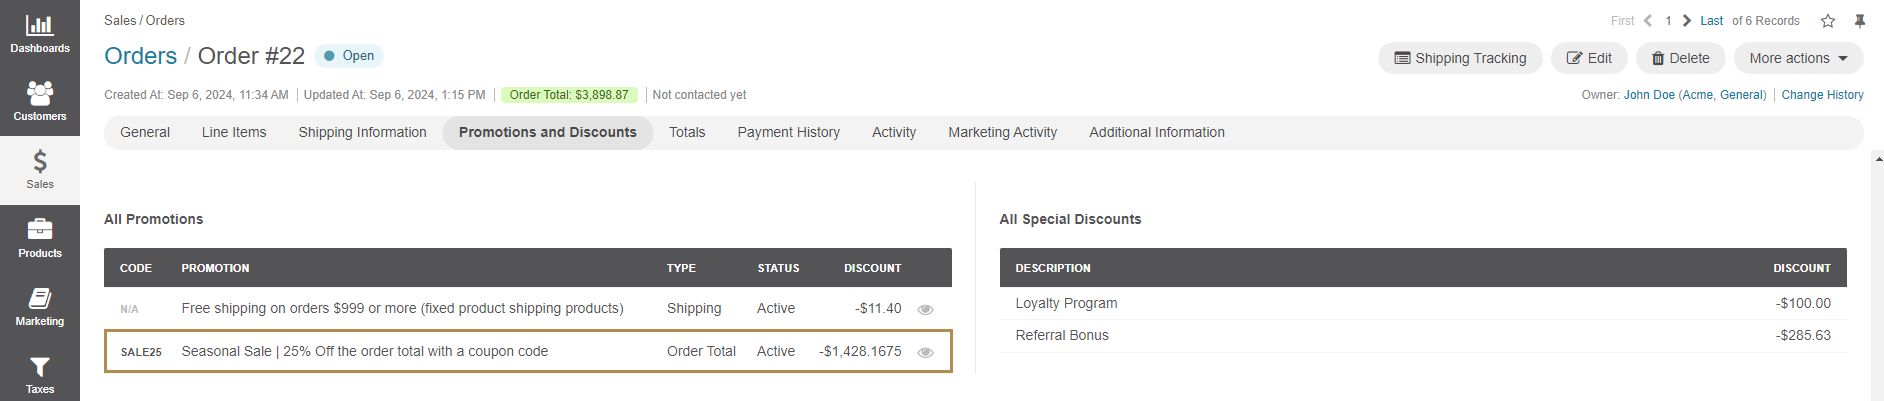 Dashboards
Customers
Sales
Products
Marketing
Taxes
Sales / Orders
First 1 Last of 6 Records
Orders / Order #22 Open
Shipping Tracking Edit Delete More actions
Created At: Sep 6, 2024, 11:34 AM Updated At: Sep 6, 2024, 1:15 PM Order Total: $3,898.87 Not contacted yet
Owner: John Doe (Acme, General) Change History
General Line Items Shipping Information Promotions and Discounts Totals Payment History Activity Marketing Activity Additional Information
All Promotions
CODE PROMOTION TYPE STATUS DISCOUNT
N/A Free shipping on orders $999 or more (fixed product shipping products) Shipping Active -$11.40
SALE25 Seasonal Sale | 25% Off the order total with a coupon code Order Total Active -$1,428.1675
All Special Discounts
DESCRIPTION DISCOUNT
Loyalty Program -$100.00
Referral Bonus -$285.63